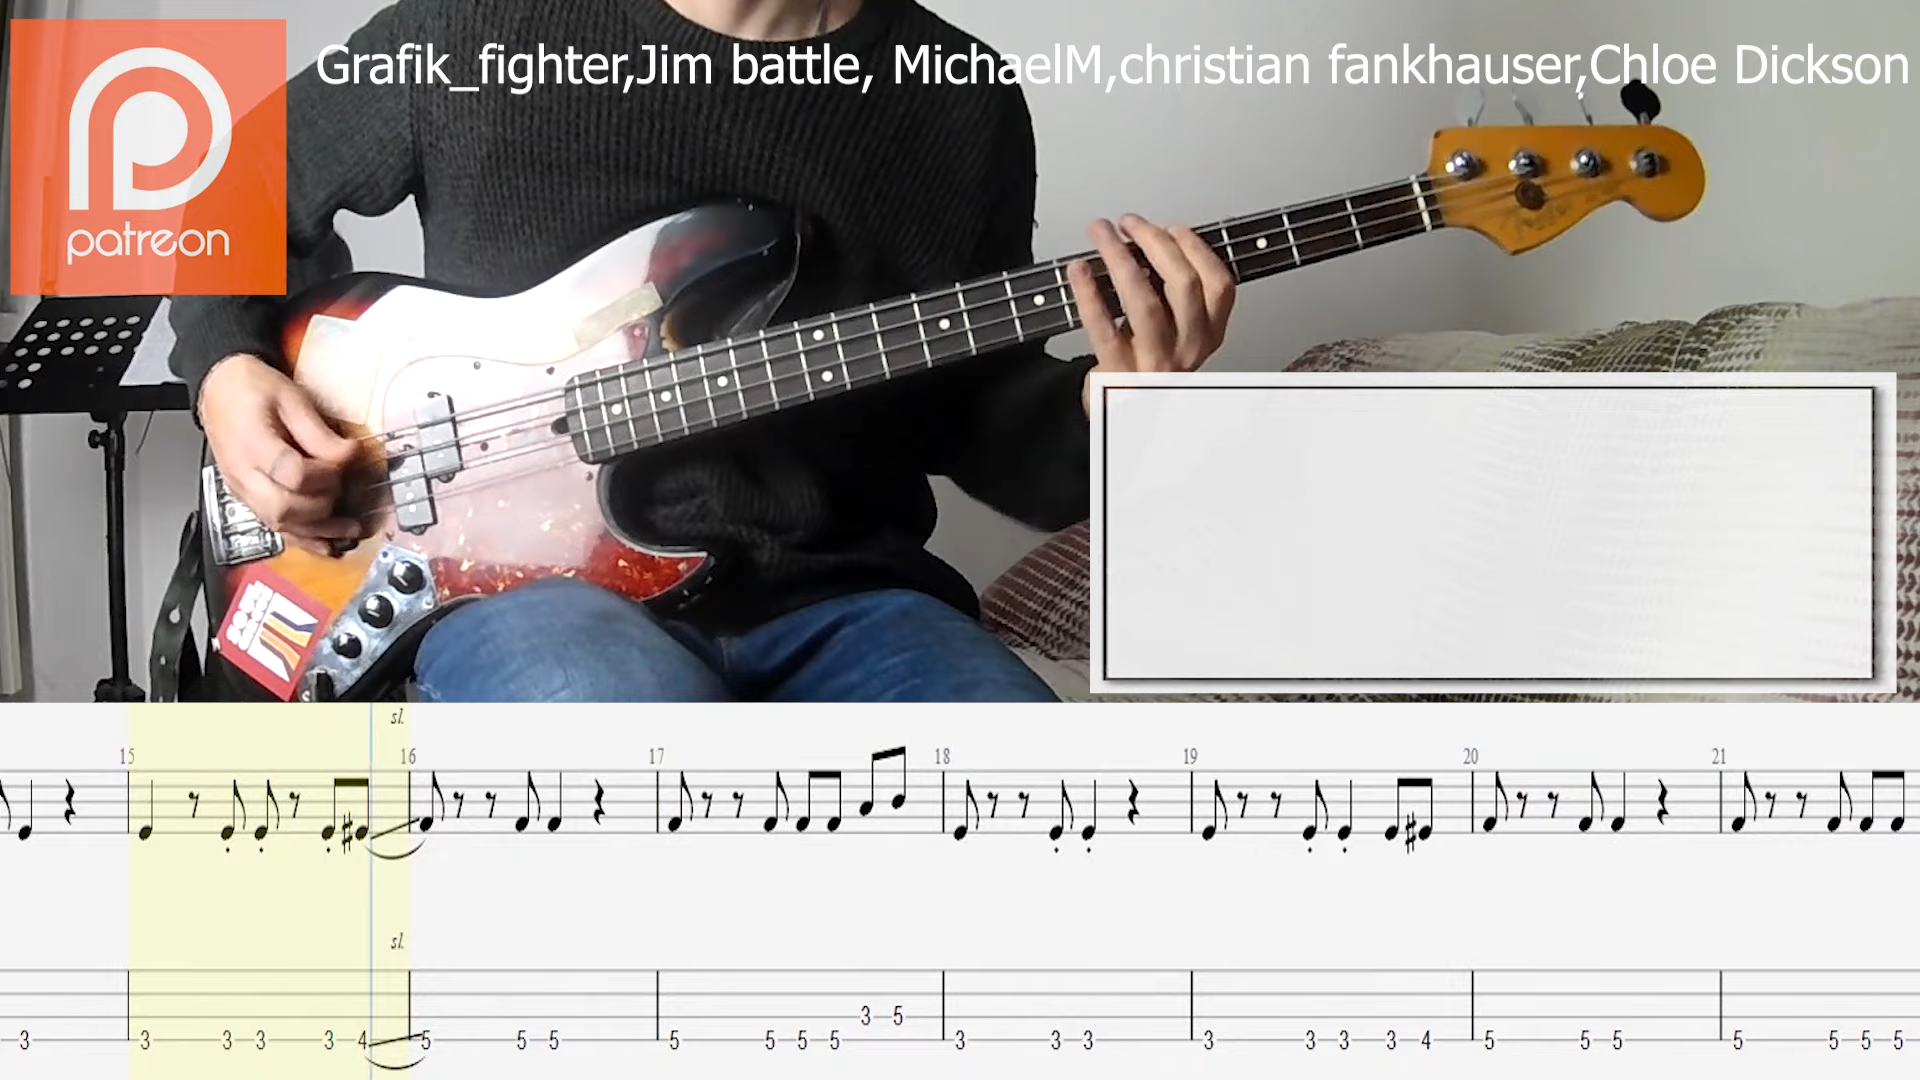 Grafik_fighter,Jim battle, MichaelM,christian fankhauser,Chloe Dickson
patreon
sl.
15 16 17 18 19 20 21
sl.
3 5
3 3 3 3 3 4 5 5 5 5 5 5 5 3 3 3 3 3 3 3 4 5 5 5 5 5 5 5